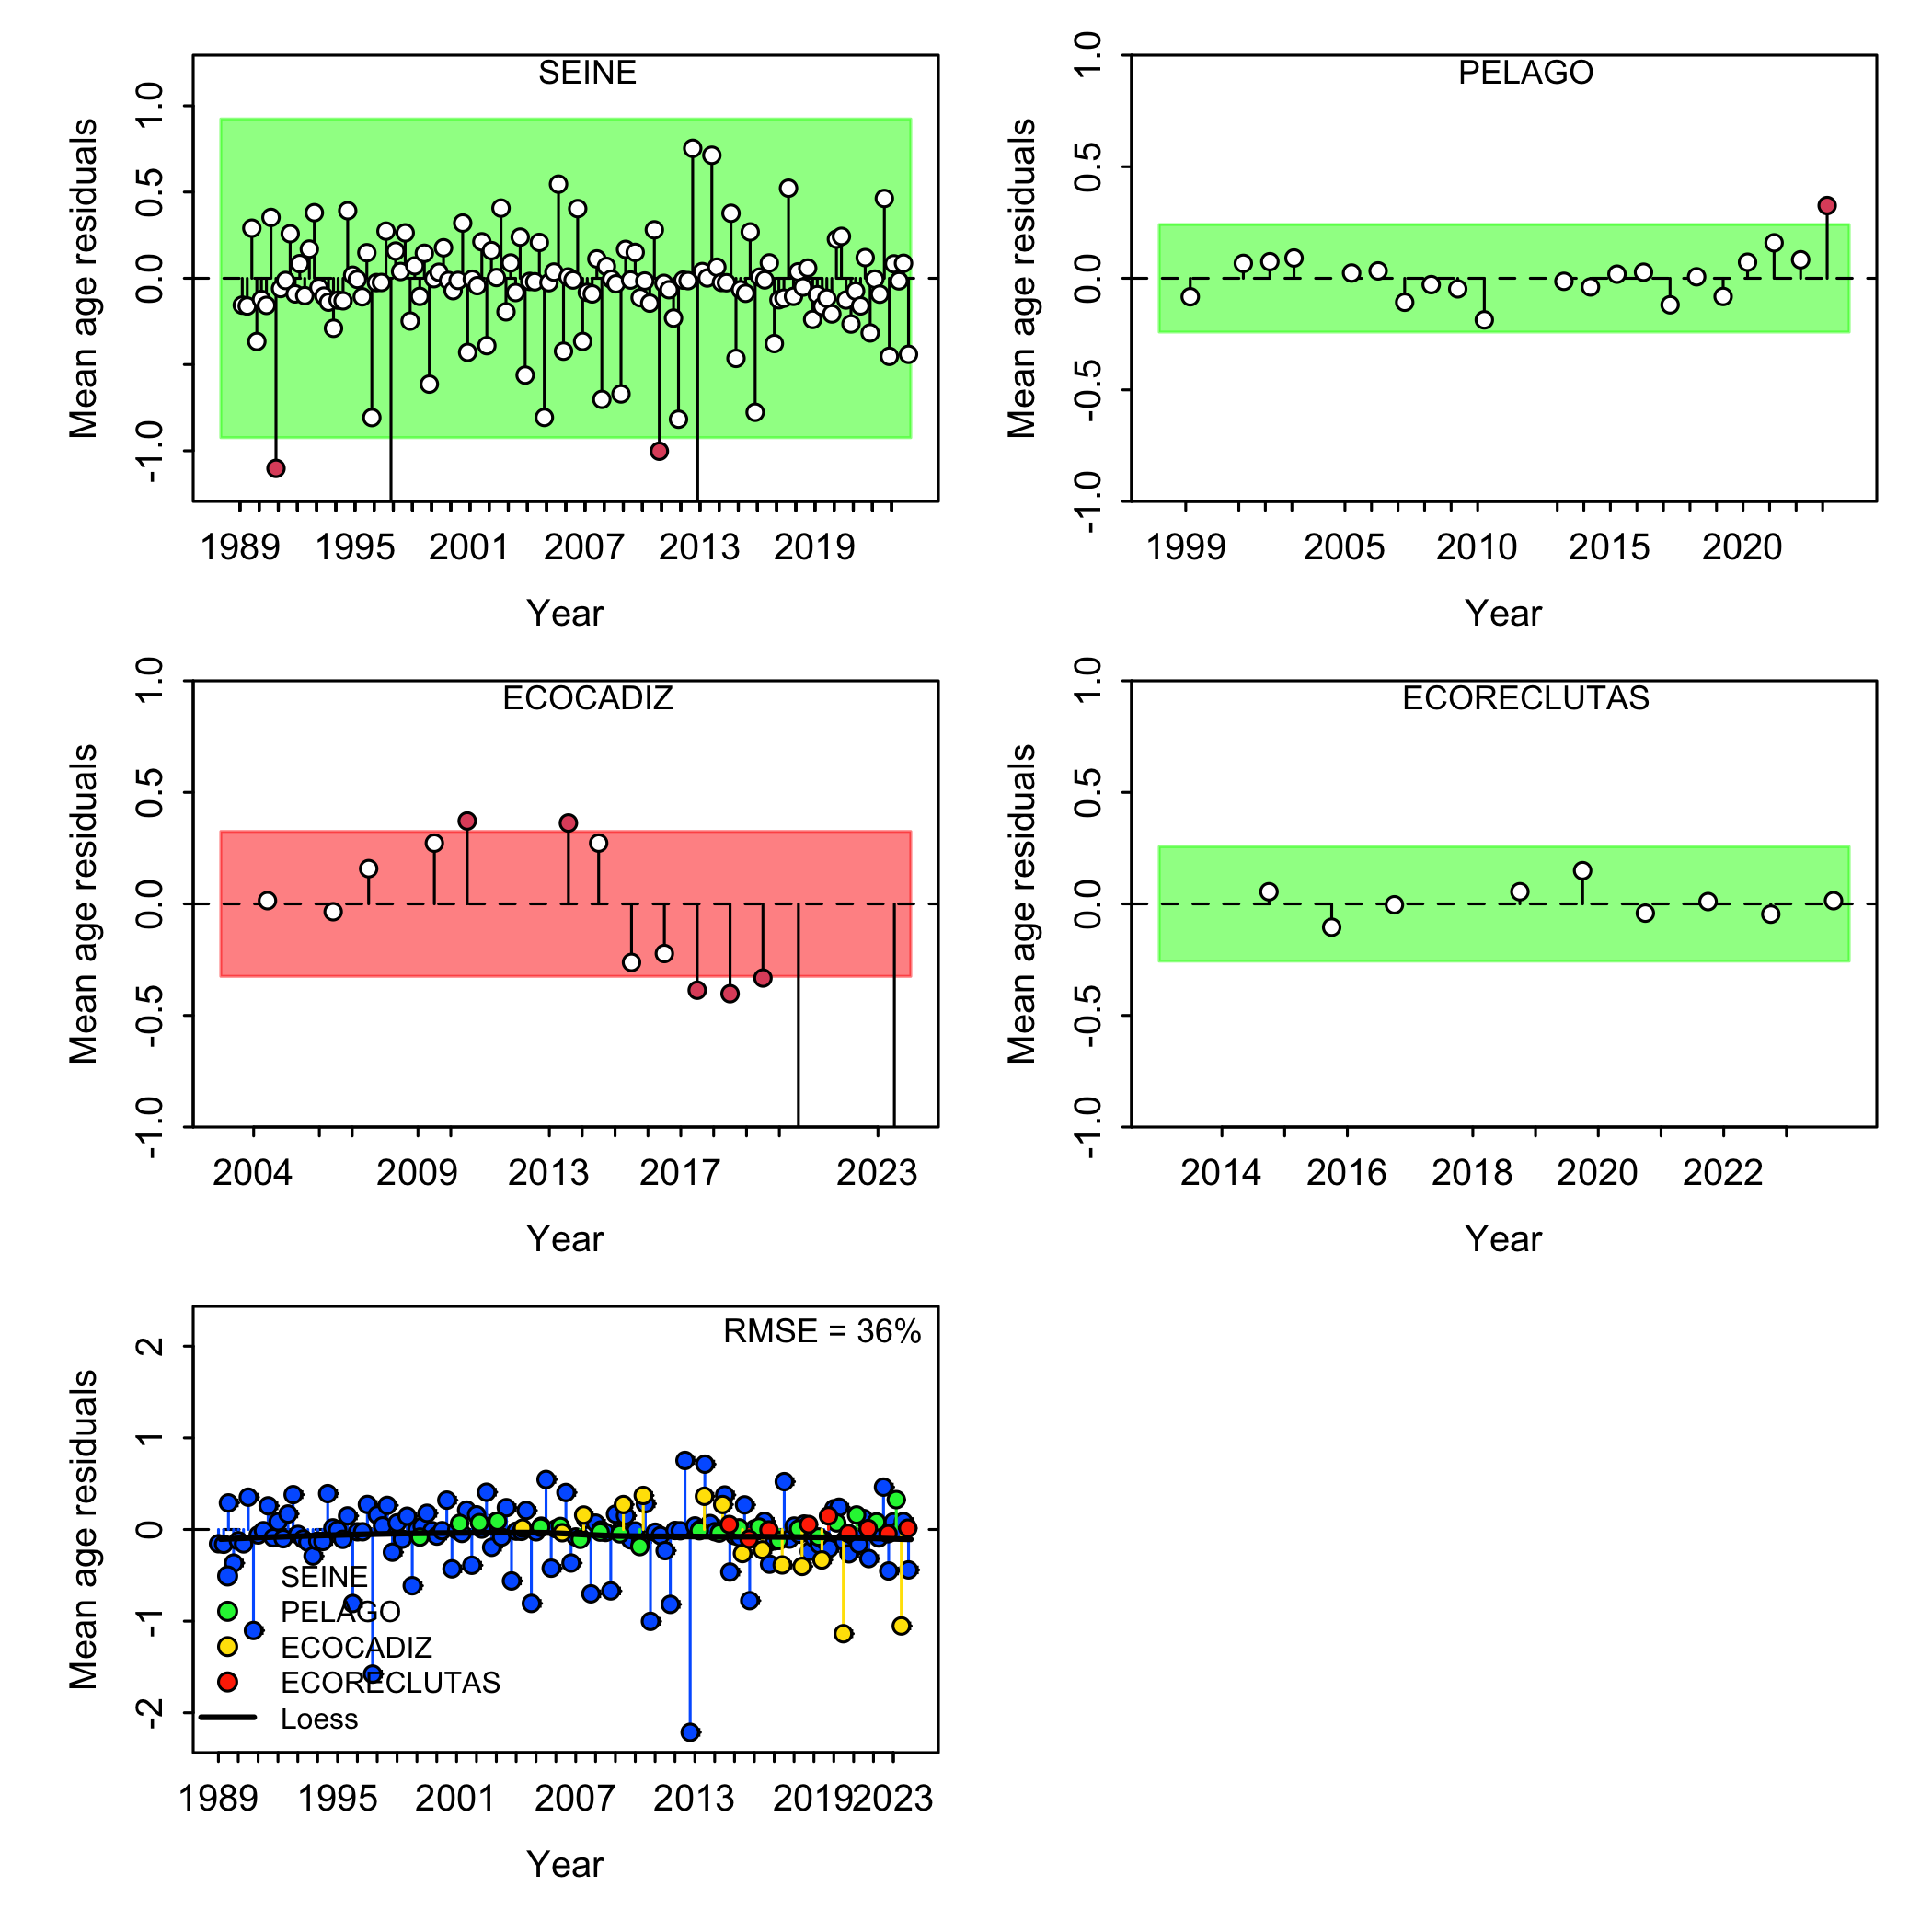 SEINE
Mean age residuals
1.0
0.5
0.0
-1.0
1989 1995 2001 2007 2013 2019
Year
PELAGO
Mean age residuals
1.0
0.5
0.0
-0.5
-1.0
1999 2005 2010 2015 2020
Year
ECOCADIZ
Mean age residuals
1.0
0.5
0.0
-0.5
-1.0
2004 2009 2013 2017 2023
Year
ECORECLUTAS
Mean age residuals
1.0
0.5
0.0
-0.5
-1.0
2014 2016 2018 2020 2022
Year
RMSE = 36%
Mean age residuals
2
1
0
-1
-2
SEINE
PELAGO
ECOCADIZ
ECORECLUTAS
Loess
1989 1995 2001 2007 2013 2019 2023
Year